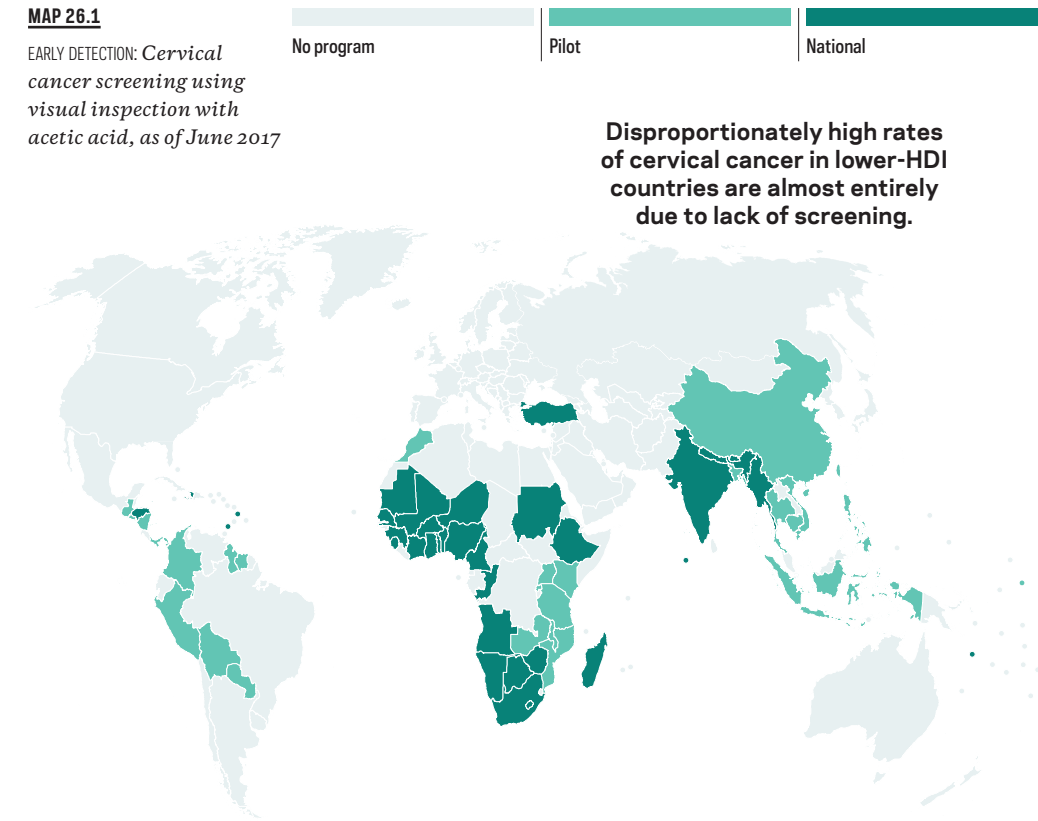 MAP 26.1
EARLY DETECTION: Cervical
cancer screening using
visual inspection with
acetic acid, as of June 2017
No program
Pilot
National
Disproportionately high rates
of cervical cancer in lower-HDI
countries are almost entirely
due to lack of screening.